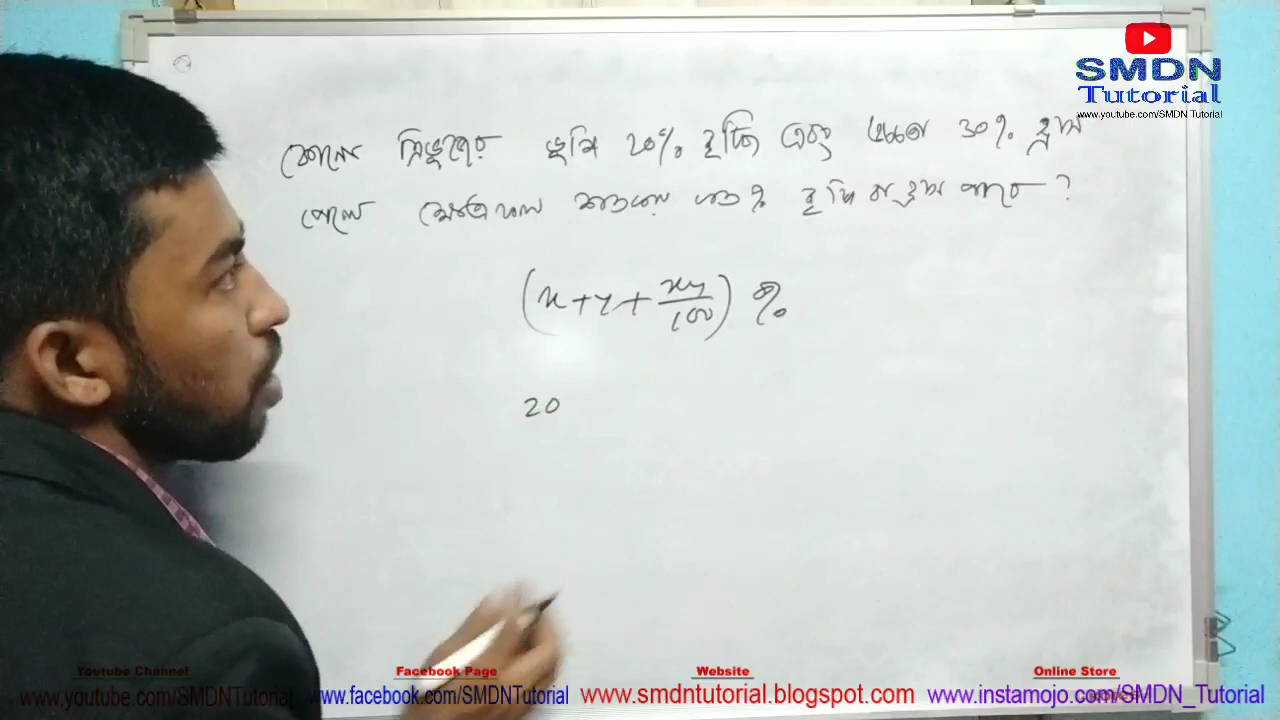 SMDN
Tutorial
www.youtube.com/SMDN Tutorial
কোনো ত্রিভুজের ভূমি 20% বৃদ্ধি এবং উচ্চতা 30% হ্রাস
পেলে ক্ষেত্রফল শতকরা কত % বৃদ্ধি বা হ্রাস পাবে ?
(x+y+xy/100) %
20
Youtube Channel Facebook Page Website Online Store
www.youtube.com/SMDNTutorial www.facebook.com/SMDNTutorial www.smdntutorial.blogspot.com www.instamojo.com/SMDN_Tutorial